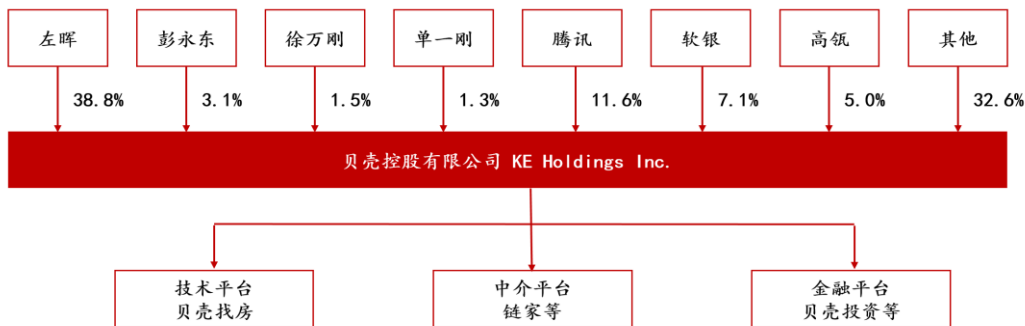 左晖 彭永东 徐万刚 单一刚 腾讯 软银 高瓴 其他
38.8% 3.1% 1.5% 1.3% 11.6% 7.1% 5.0% 32.6%
贝壳控股有限公司 KE Holdings Inc.
技术平台 中介平台 金融平台
贝壳找房 链家等 贝壳投资等